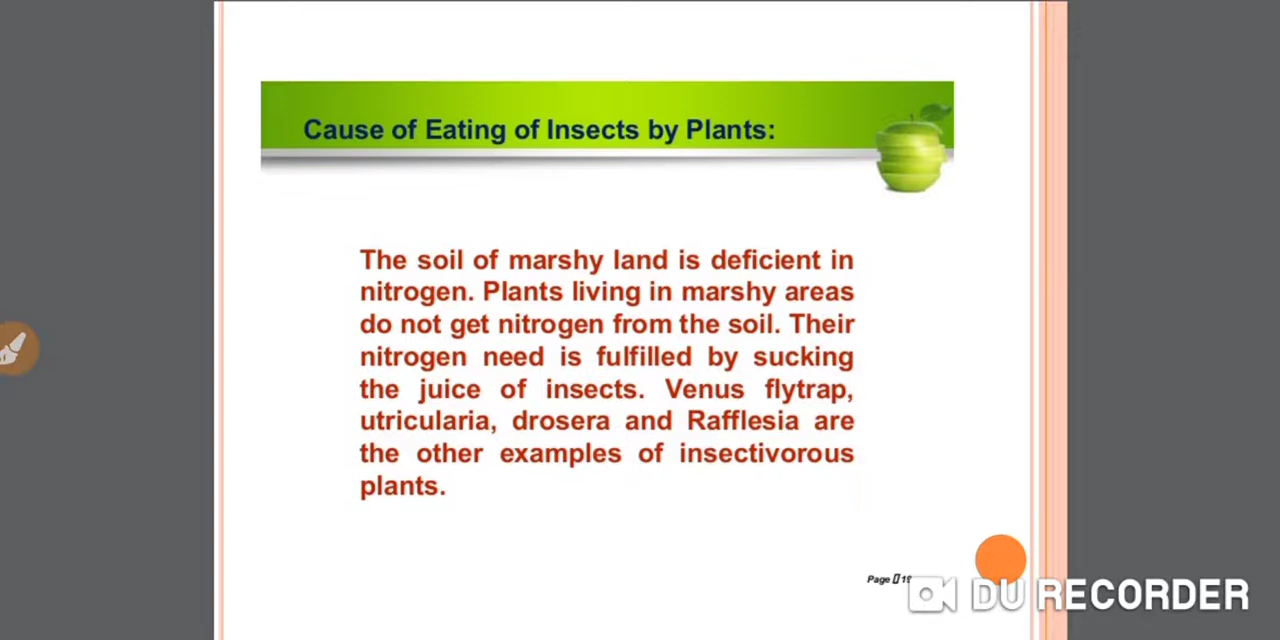 Cause of Eating of Insects by Plants:
The soil of marshy land is deficient in
nitrogen. Plants living in marshy areas
do not get nitrogen from the soil. Their
nitrogen need is fulfilled by sucking
the juice of insects. Venus flytrap,
utricularia, drosera and Rafflesia are
the other examples of insectivorous
plants.
Page 19
DU RECORDER